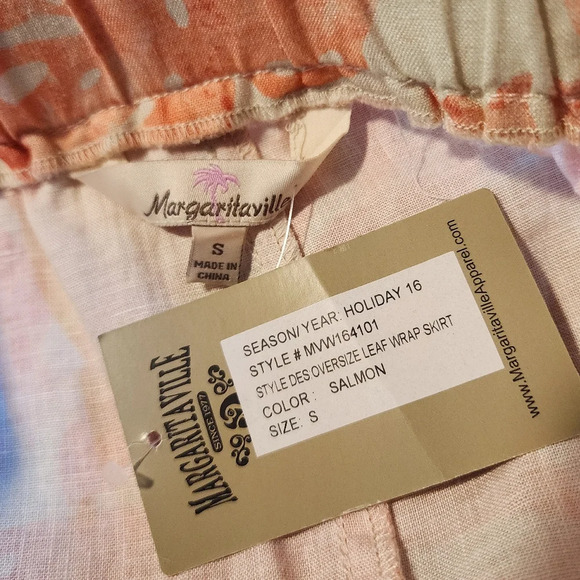 Margaritaville
S
MADE IN
CHINA
SEASON/YEAR: HOLIDAY 16
STYLE # MVW164101
STYLE DES OVERSIZE LEAF WRAP SKIRT
COLOR : SALMON
SIZE: S
MARGARITAVILLE
SINCE 1977
www.MargaritavilleApparel.com